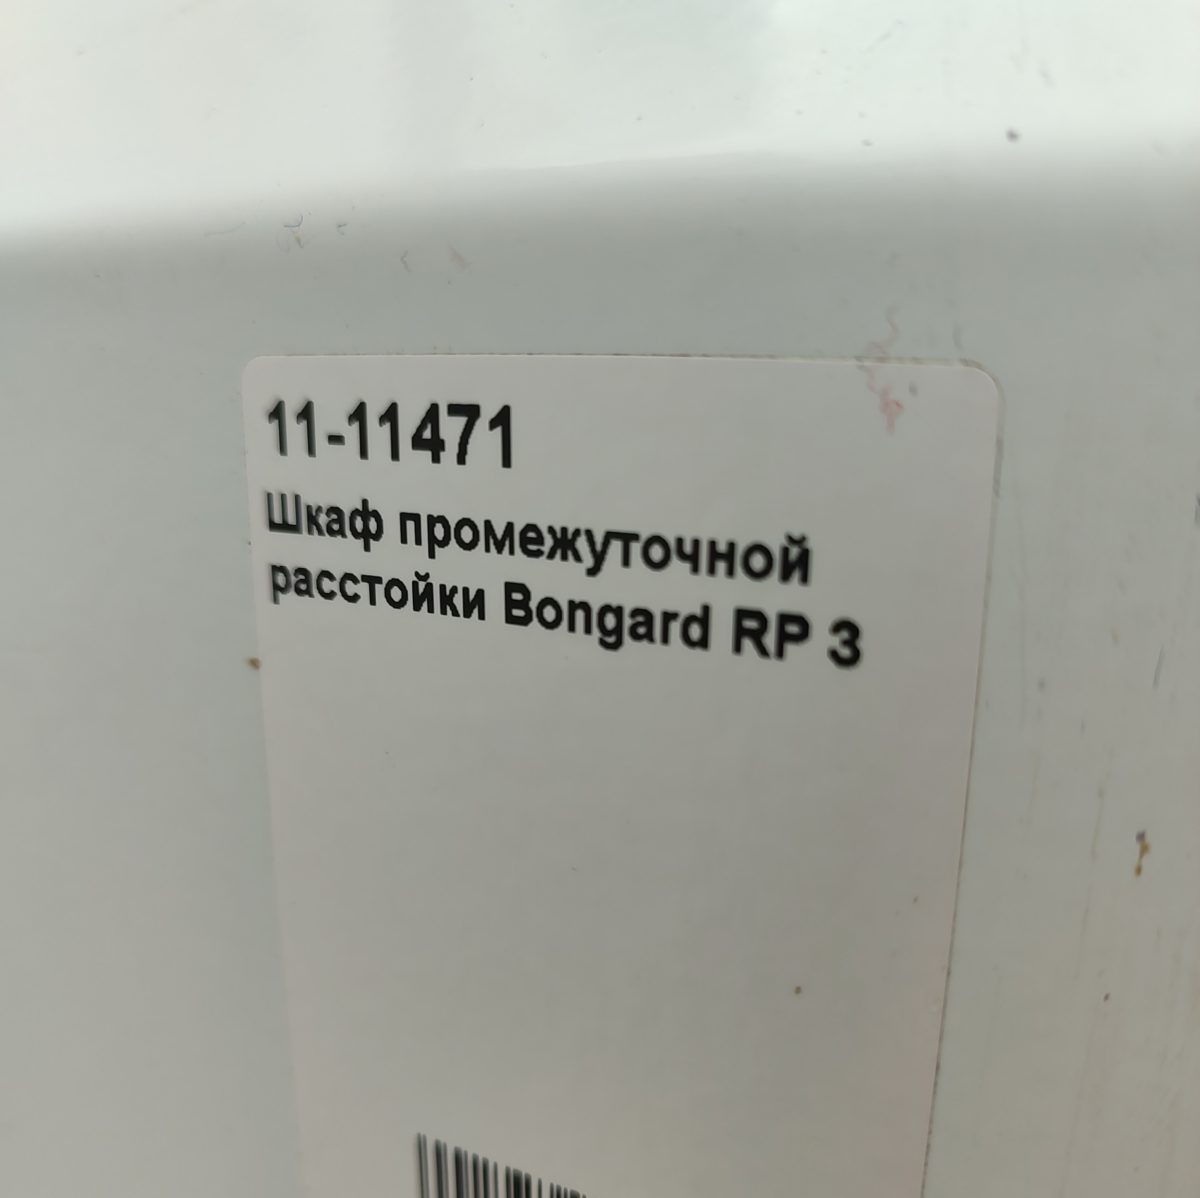 11-11471
Шкаф промежуточной
расстойки Bongard RP 3